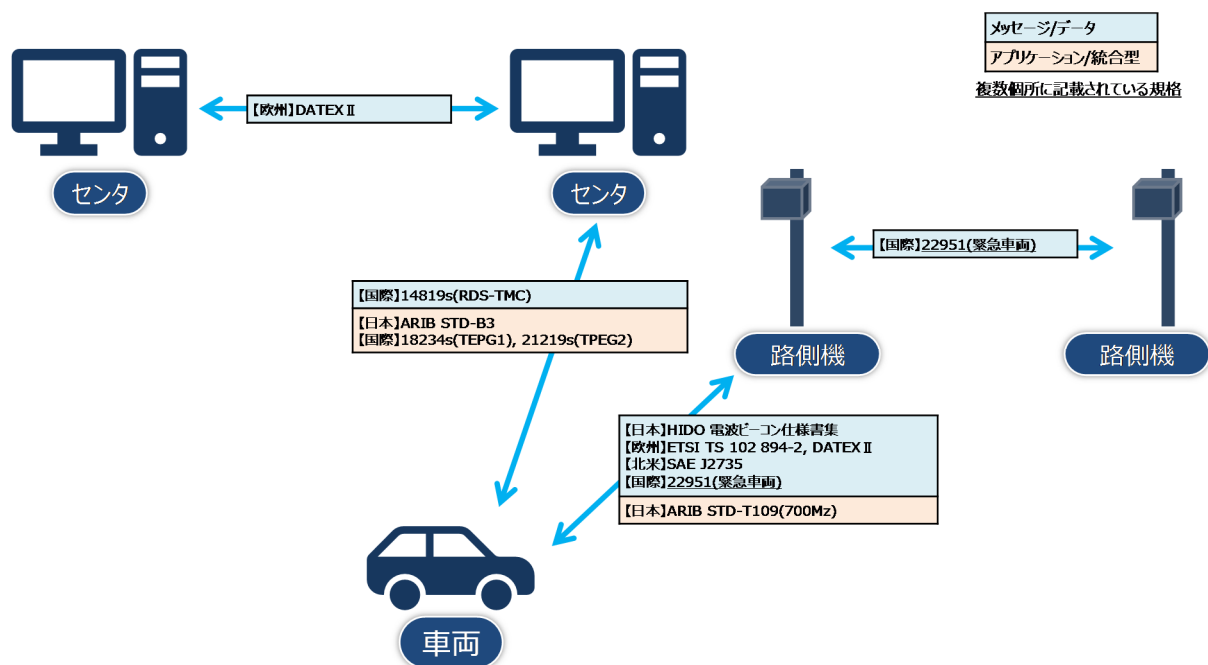 メッセージ/データ
アプリケーション/統合型
複数個所に記載されている規格
【欧州】DATEXⅡ
センタ
センタ
【国際】22951(緊急車両)
【国際】14819s(RDS-TMC)
【日本】ARIB STD-B3
【国際】18234s(TEPG1), 21219s(TPEG2)
路側機
路側機
【日本】HIDO 電波ビーコン仕様書集
【欧州】ETSI TS 102 894-2, DATEXⅡ
【北米】SAE J2735
【国際】22951(緊急車両)
【日本】ARIB STD-T109(700Mz)
車両